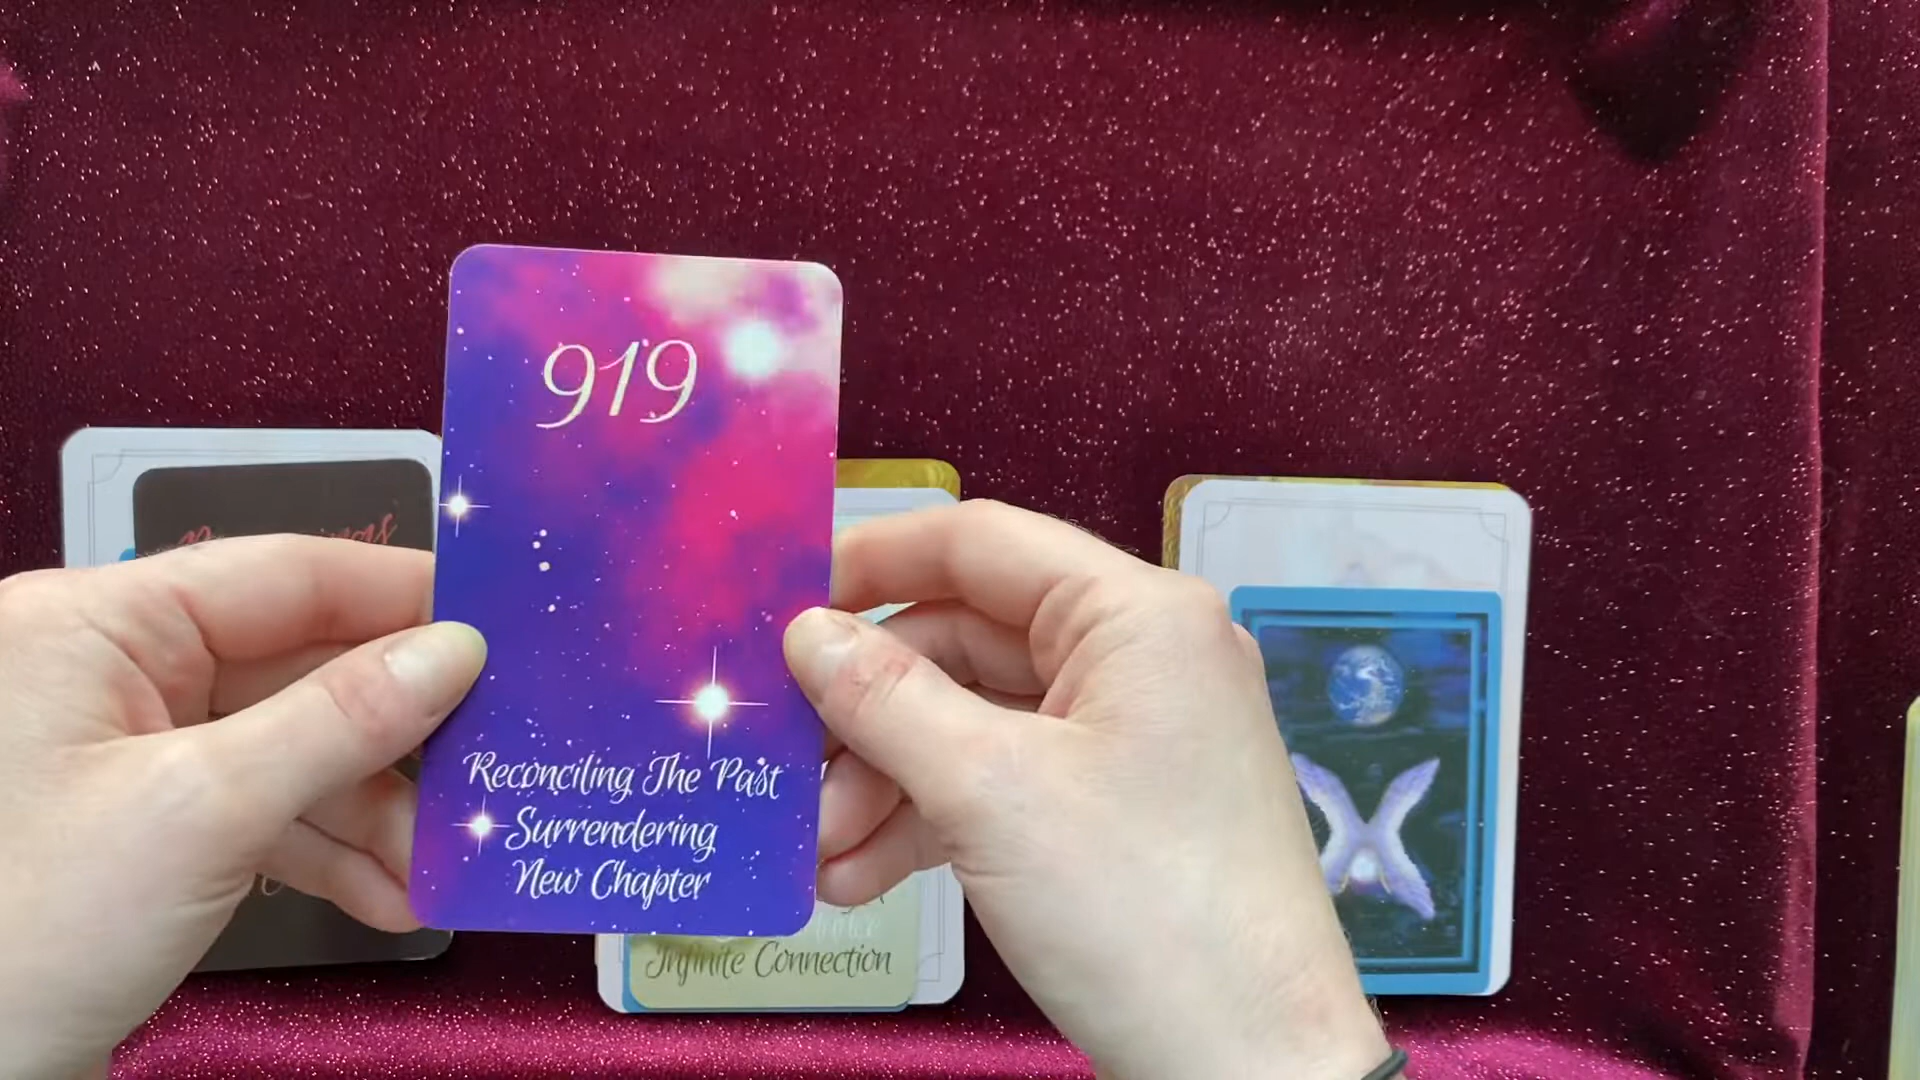 919
Reconciling The Past
Surrendering
New Chapter
Infinite Connection